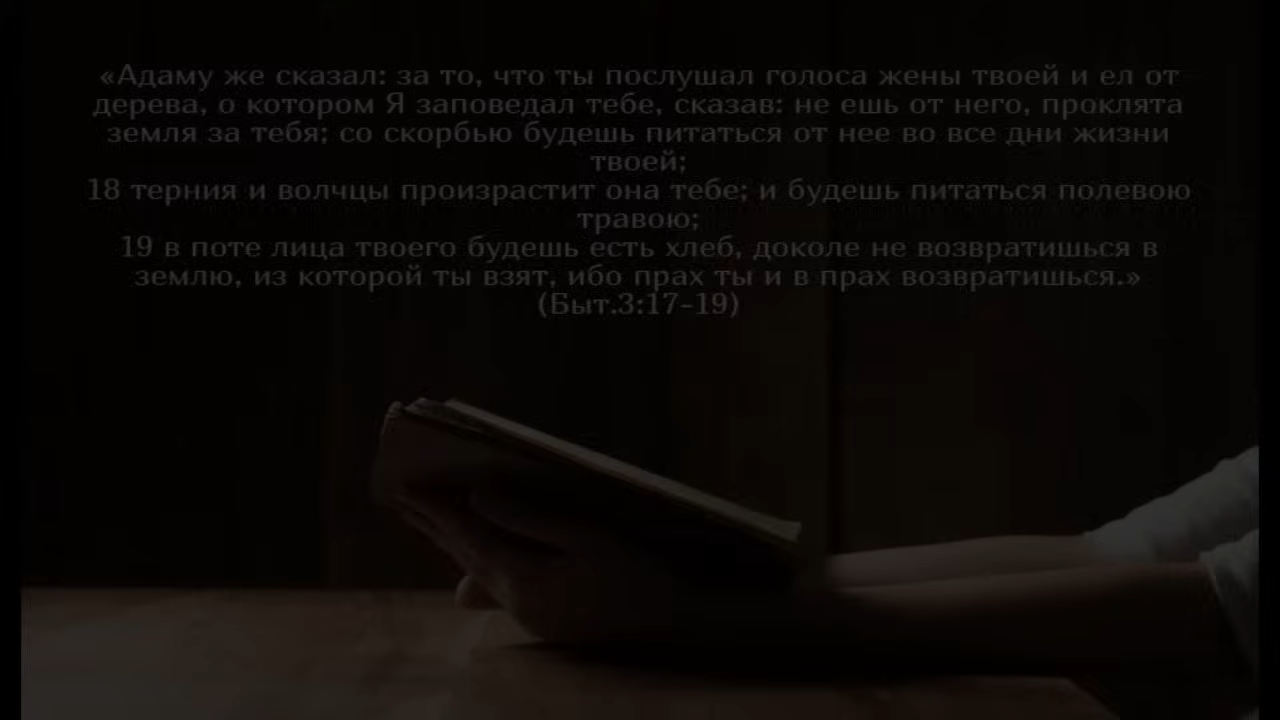 «Адаму же сказал: за то, что ты послушал голоса жены твоей и ел от
дерева, о котором Я заповедал тебе, сказав: не ешь от него, проклята
земля за тебя; со скорбью будешь питаться от нее во все дни жизни
твоей;
18 терния и волчцы произрастит она тебе; и будешь питаться полевою
травою;
19 в поте лица твоего будешь есть хлеб, доколе не возвратишься в
землю, из которой ты взят, ибо прах ты и в прах возвратишься.»
(Быт.3:17-19)